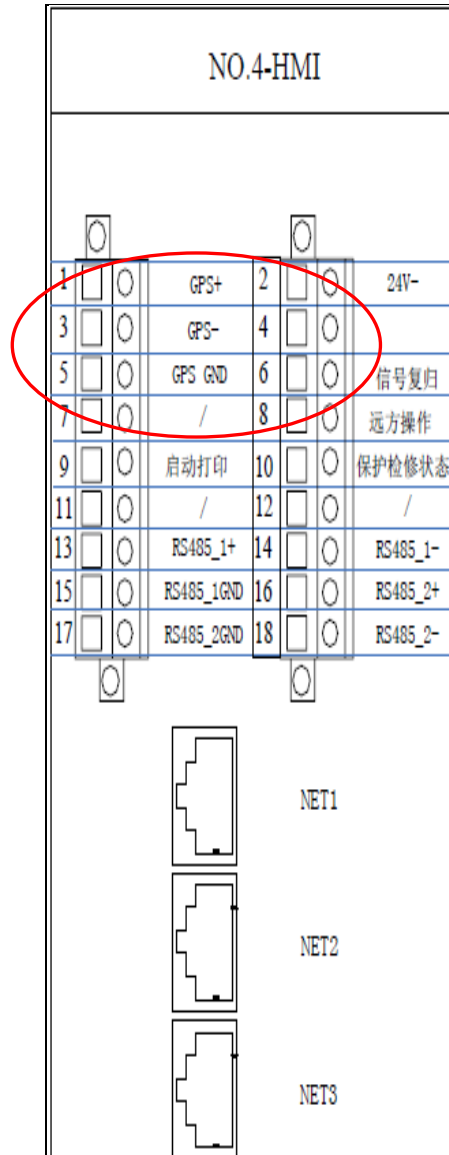 NO.4-HMI
1 GPS+ 2 24V-
3 GPS- 4
5 GPS GND 6 信号复归
7 / 8 远方操作
9 启动打印 10 保护检修状态
11 / 12 /
13 RS485_1+ 14 RS485_1-
15 RS485_1GND 16 RS485_2+
17 RS485_2GND 18 RS485_2-
NET1
NET2
NET3